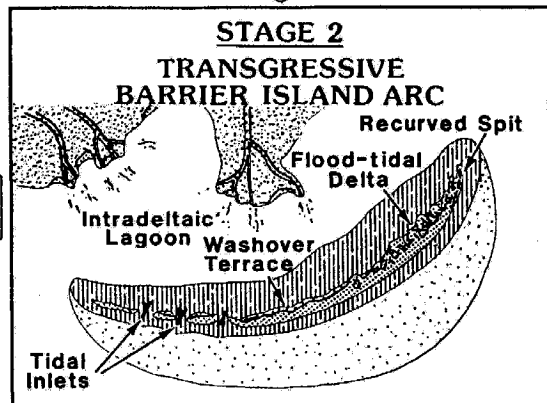 STAGE 2
TRANSGRESSIVE
BARRIER ISLAND ARC
Recurved Spit
Flood-tidal
Delta
Intradeltaic
Lagoon
Washover
Terrace
Tidal
Inlets